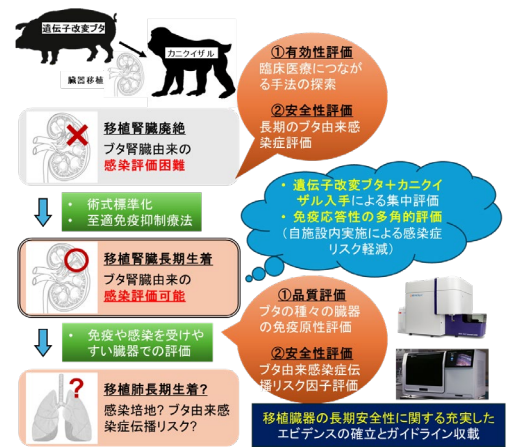 遺伝子改変ブタ
カニクイザル
臓器移植
①有効性評価
臨床医療につなが
る手法の探索
②安全性評価
長期のブタ由来感
染症評価
移植腎臓廃絶
ブタ腎臓由来の
感染評価困難
• 術式標準化
• 至適免疫抑制療法
• 遺伝子改変ブタ+カニクイ
ザル入手による集中評価
• 免疫応答性の多角的評価
(自施設内実施による感染症
リスク軽減)
移植腎臓長期生着
ブタ腎臓由来の
感染評価可能
• 免疫や感染を受けや
すい臓器での評価
①品質評価
ブタの種々の臓器
の免疫原性評価
②安全性評価
ブタ由来感染症伝
播リスク因子評価
移植肺長期生着?
感染培地?ブタ由来感
染症伝播リスク?
移植臓器の長期安全性に関する充実した
エビデンスの確立とガイドライン収載